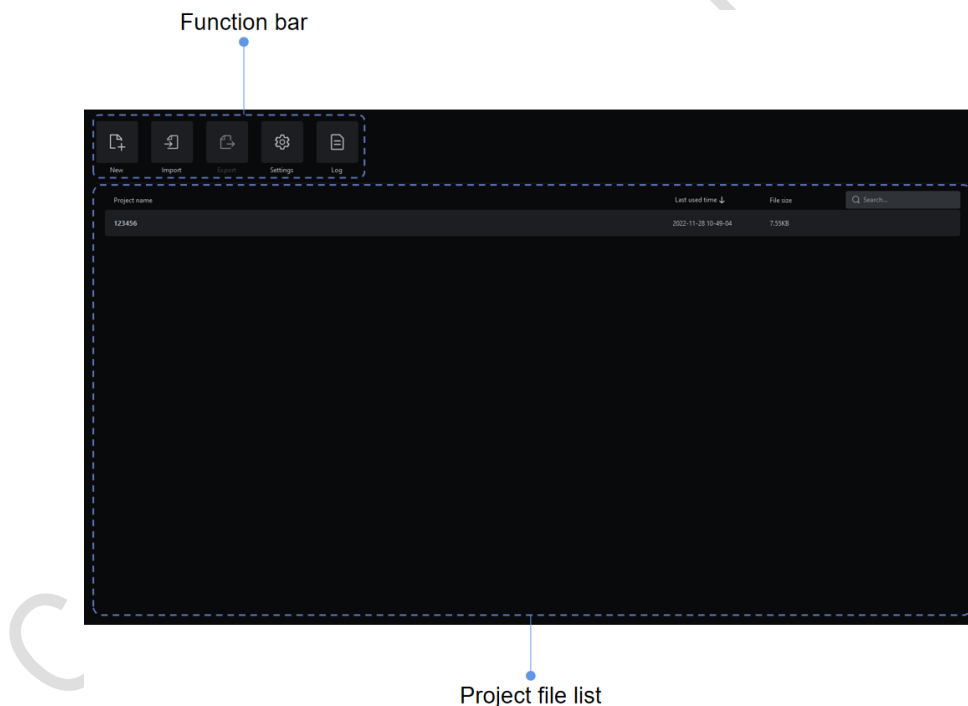 Function bar
New Import Export Settings Log
Project name Last used time File size Search...
123456 2022-11-28 10-49-04 7.55KB
Project file list